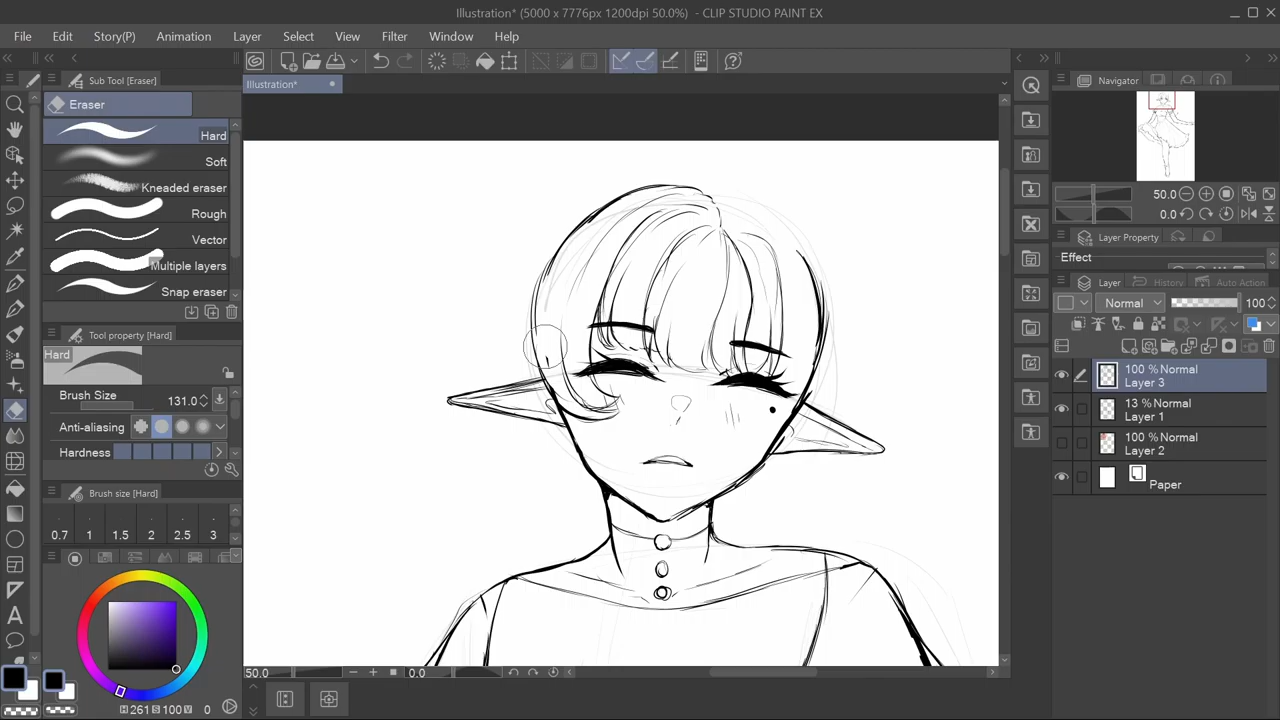 Illustration* (5000 x 7776px 1200dpi 50.0%) - CLIP STUDIO PAINT EX
File Edit Story(P) Animation Layer Select View Filter Window Help
Sub Tool [Eraser]
Illustration*
Navigator
Eraser
Hard
Soft
Kneaded eraser
Rough
Vector
Multiple layers
Snap eraser
50.0
0.0
Layer Property
Effect
Layer History Auto Action
Normal 100
Tool property [Hard]
Hard
Brush Size 131.0
Anti-aliasing
Hardness
100 % Normal
Layer 3
13 % Normal
Layer 1
100 % Normal
Layer 2
Paper
Brush size [Hard]
0.7 1 1.5 2 2.5 3
A
50.0 0.0
H 261 S 100 V 0